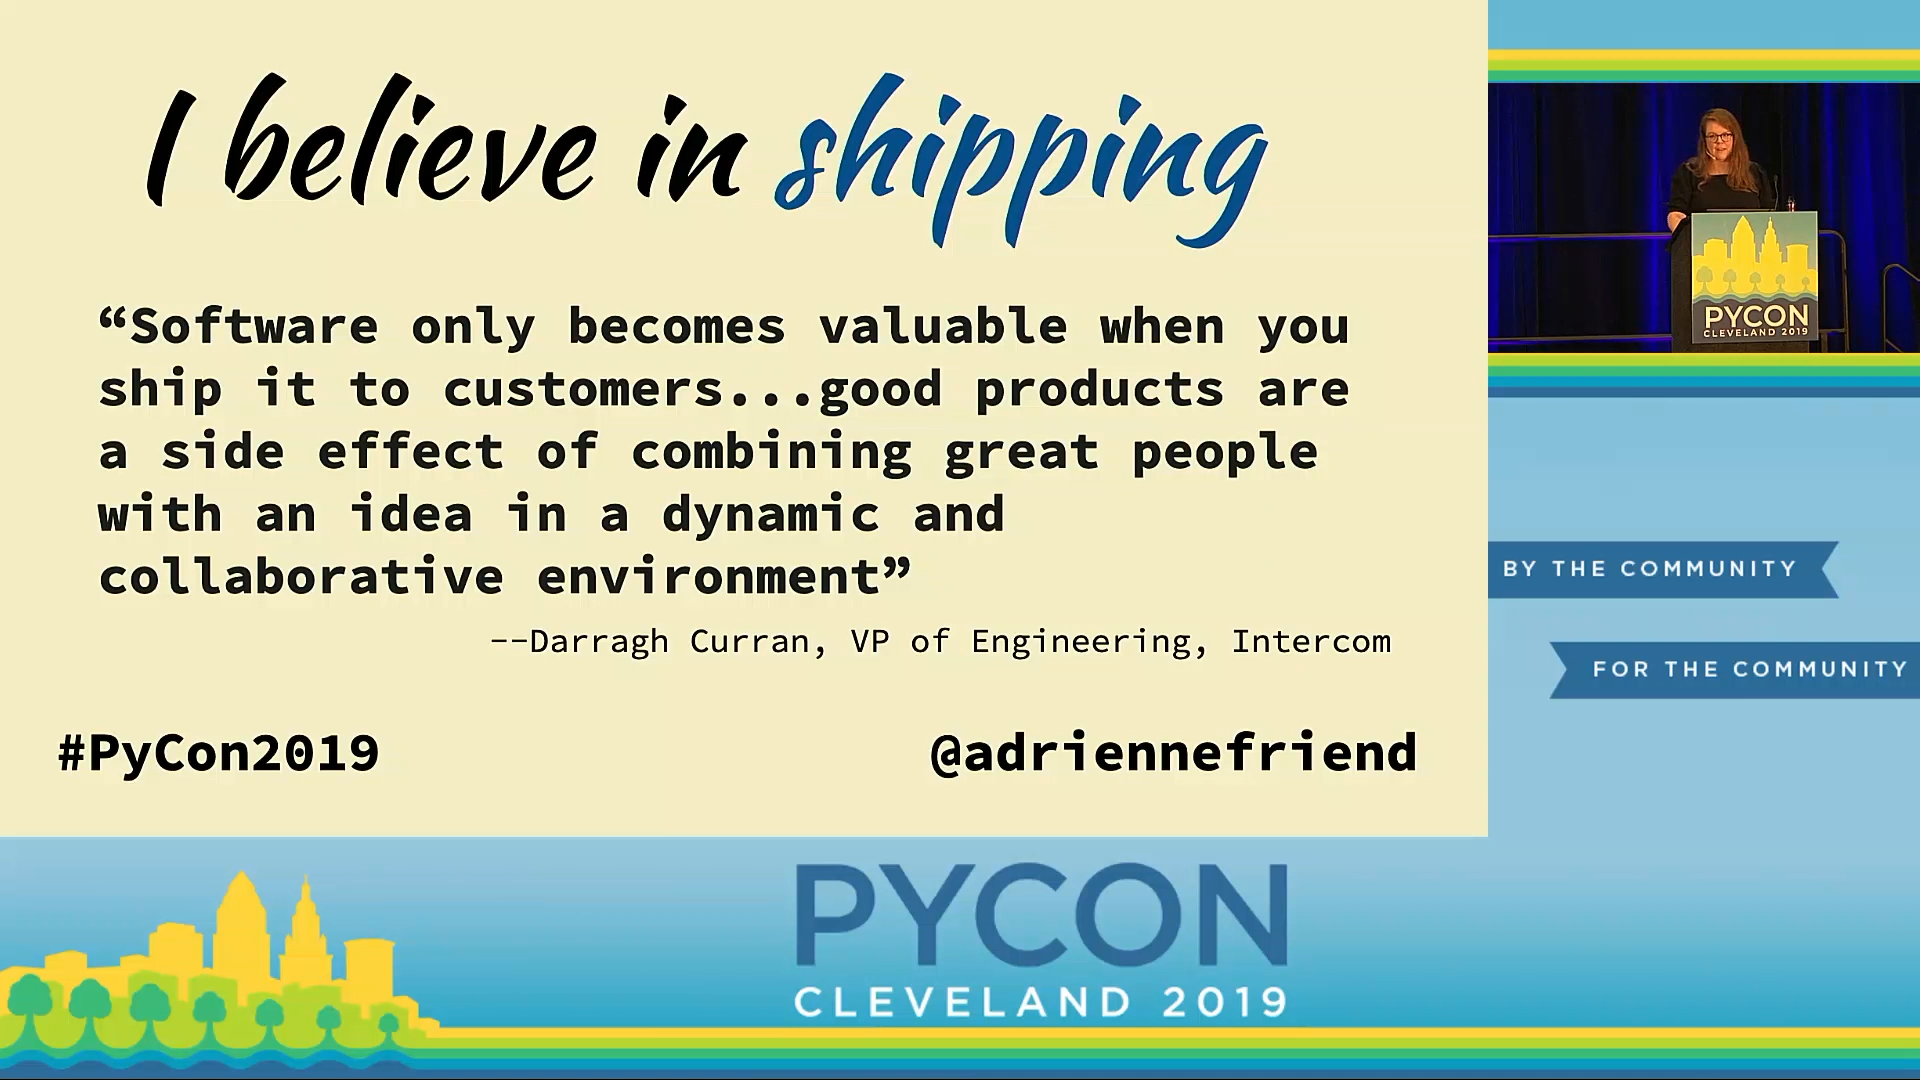 I believe in shipping
“Software only becomes valuable when you
ship it to customers...good products are
a side effect of combining great people
with an idea in a dynamic and
collaborative environment”
--Darragh Curran, VP of Engineering, Intercom
#PyCon2019
@adriennefriend
PYCON
CLEVELAND 2019
BY THE COMMUNITY
FOR THE COMMUNITY
PYCON
CLEVELAND 2019